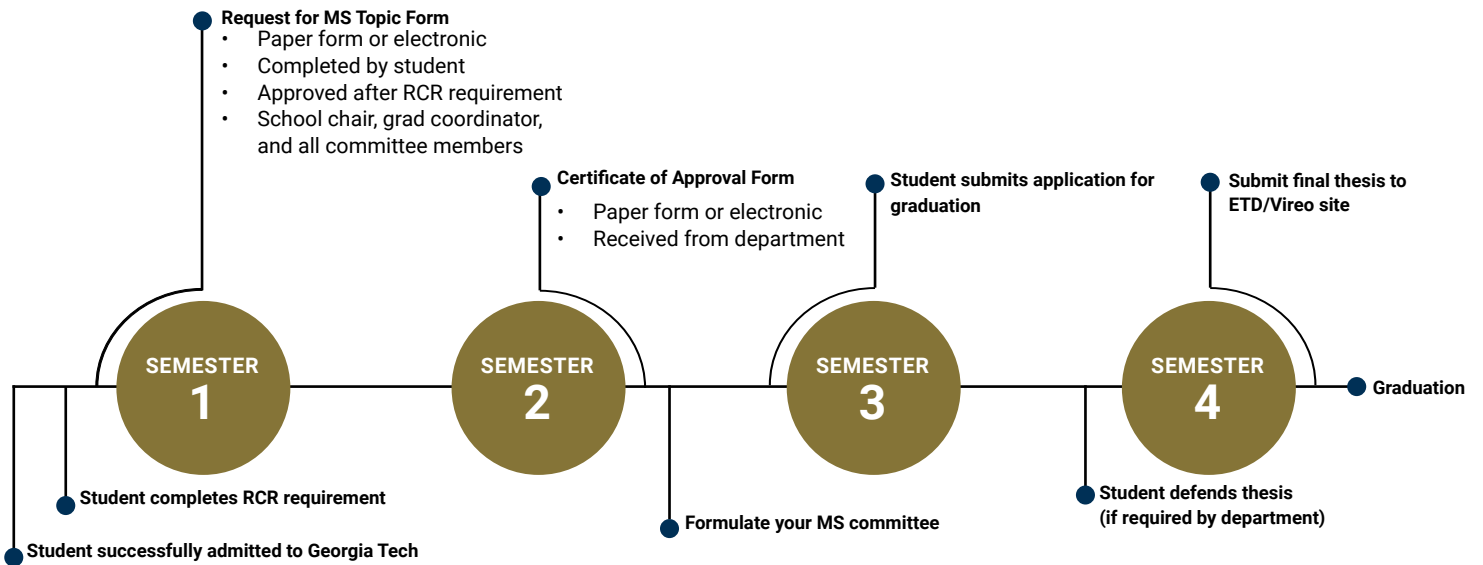 Request for MS Topic Form
• Paper form or electronic
• Completed by student
• Approved after RCR requirement
• School chair, grad coordinator,
and all committee members
Certificate of Approval Form
• Paper form or electronic
• Received from department
Student submits application for
graduation
Submit final thesis to
ETD/Vireo site
SEMESTER
1
SEMESTER
2
SEMESTER
3
SEMESTER
4
Graduation
Student completes RCR requirement
Student successfully admitted to Georgia Tech
Formulate your MS committee
Student defends thesis
(if required by department)